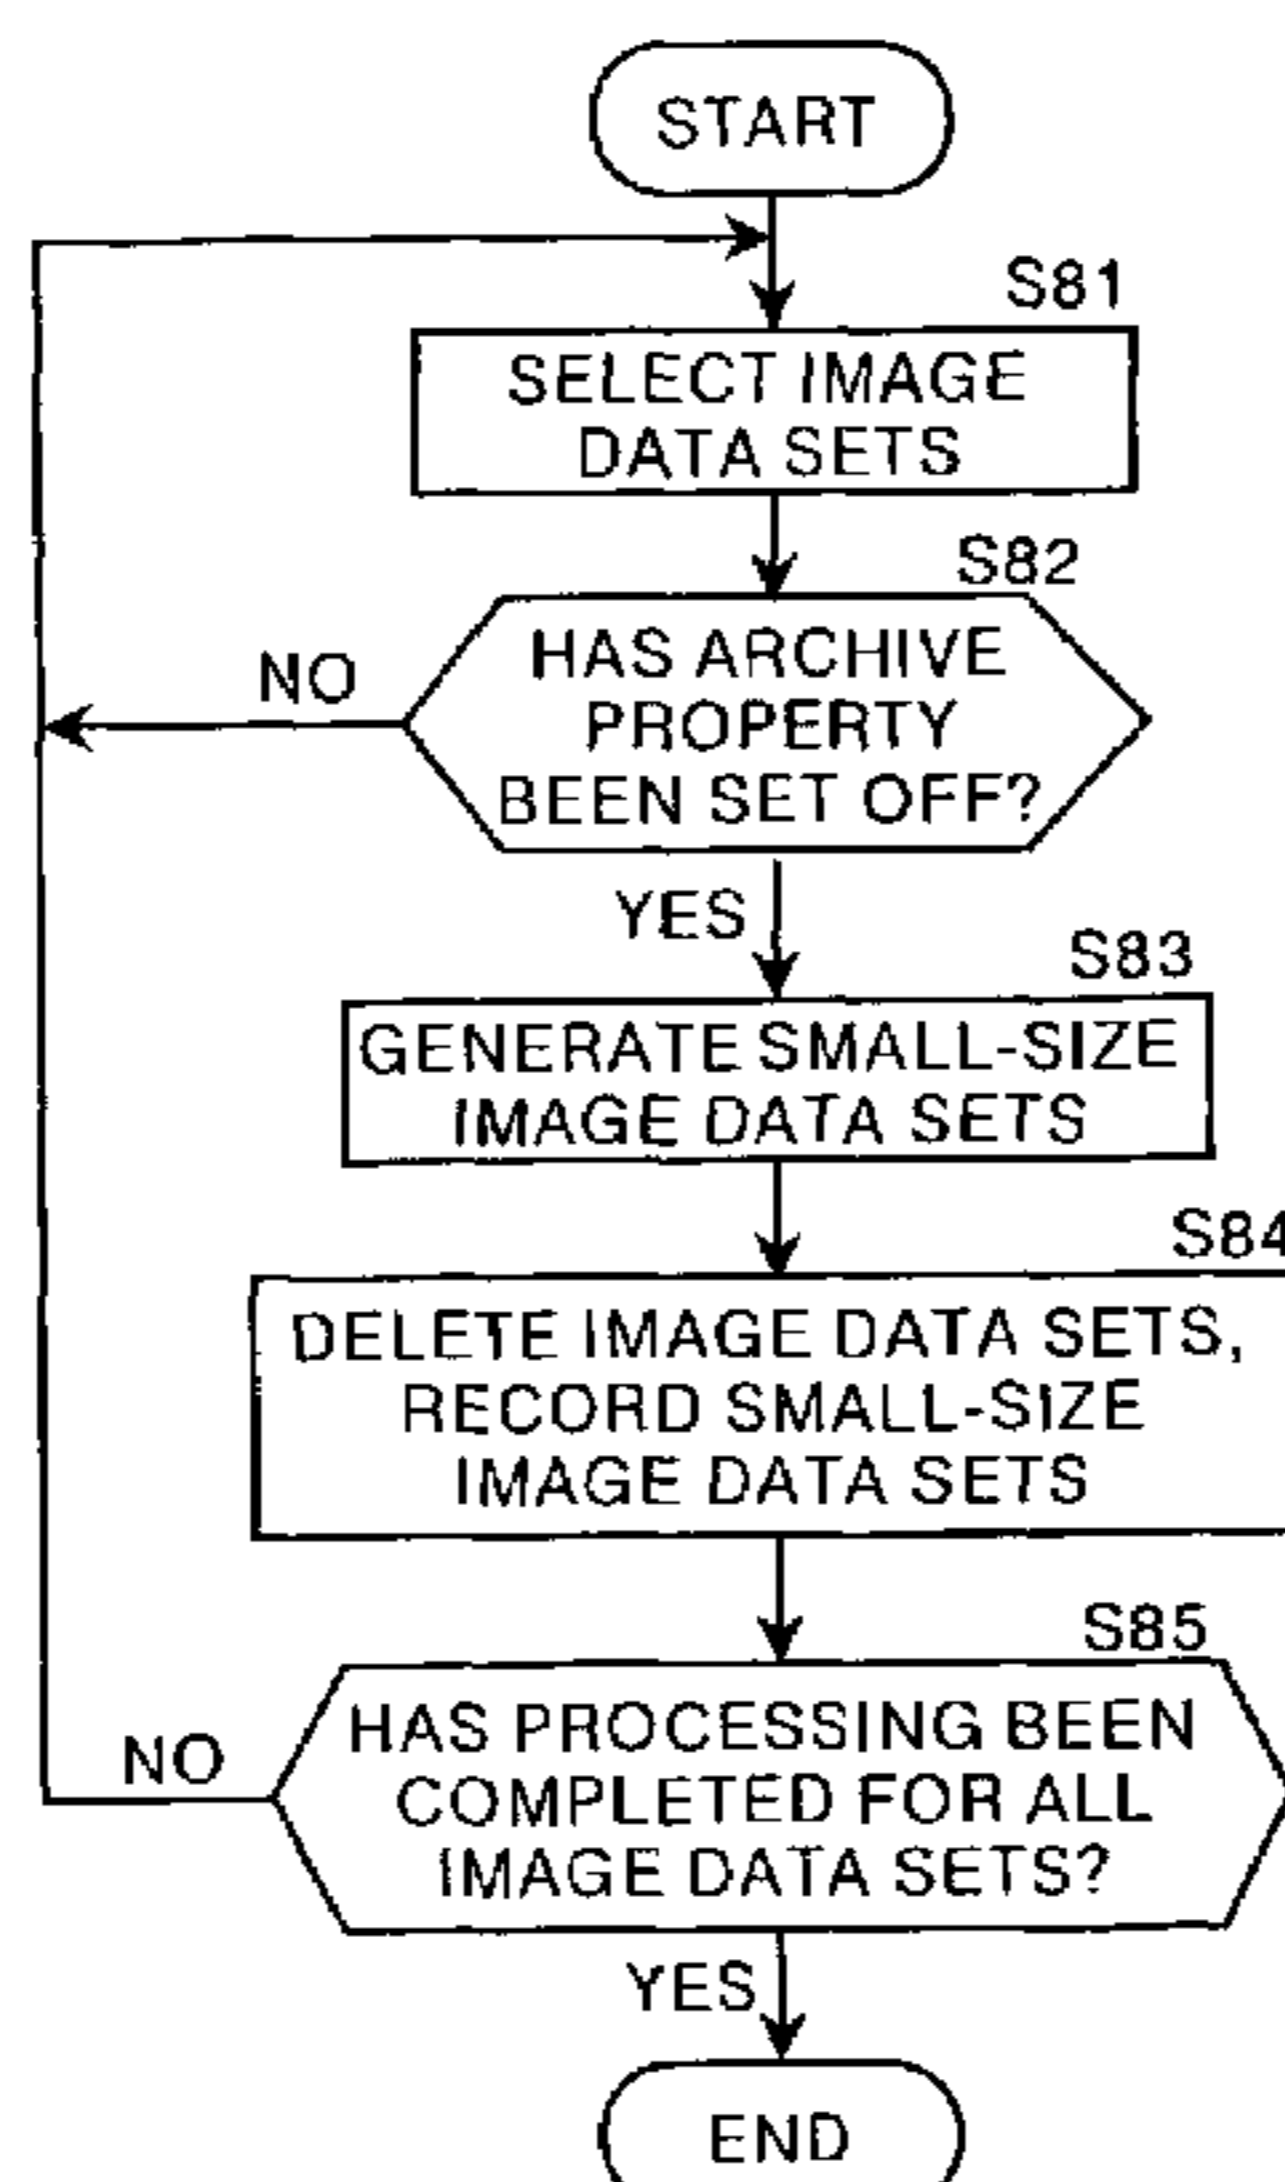 START
S81
SELECT IMAGE
DATA SETS
S82
HAS ARCHIVE
PROPERTY
BEEN SET OFF?
NO
YES
S83
GENERATE SMALL-SIZE
IMAGE DATA SETS
S84
DELETE IMAGE DATA SETS,
RECORD SMALL-SIZE
IMAGE DATA SETS
S85
HAS PROCESSING BEEN
COMPLETED FOR ALL
IMAGE DATA SETS?
NO
YES
END